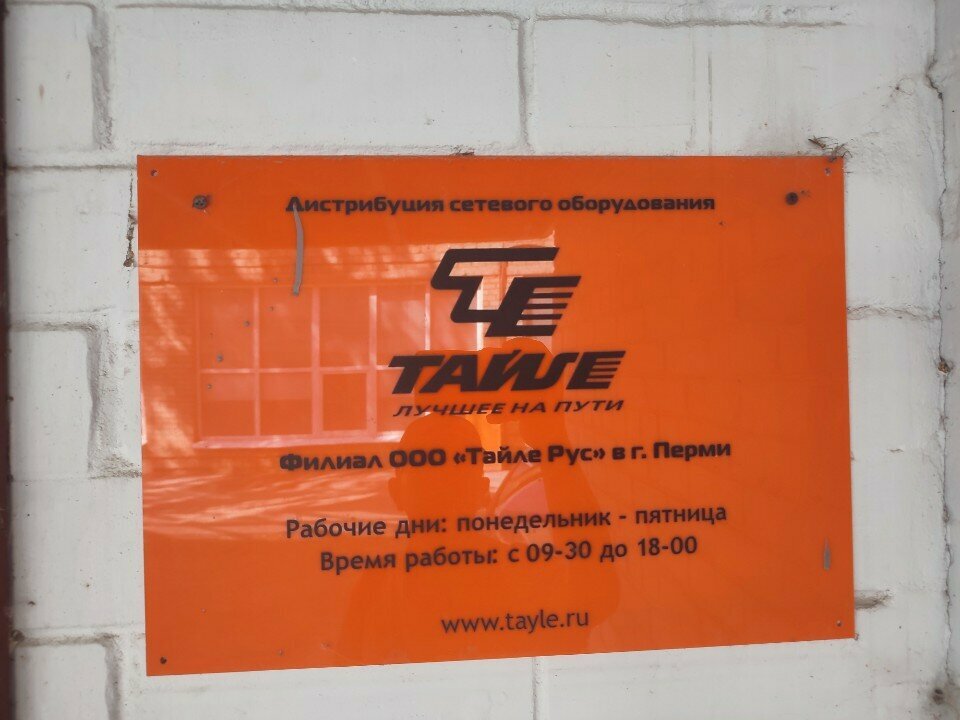 Дистрибуция сетевого оборудования
ТАЙЛЕ
ЛУЧШЕЕ НА ПУТИ
Филиал ООО «Тайле Рус» в г. Перми
Рабочие дни: понедельник - пятница
Время работы: с 09-30 до 18-00
www.tayle.ru